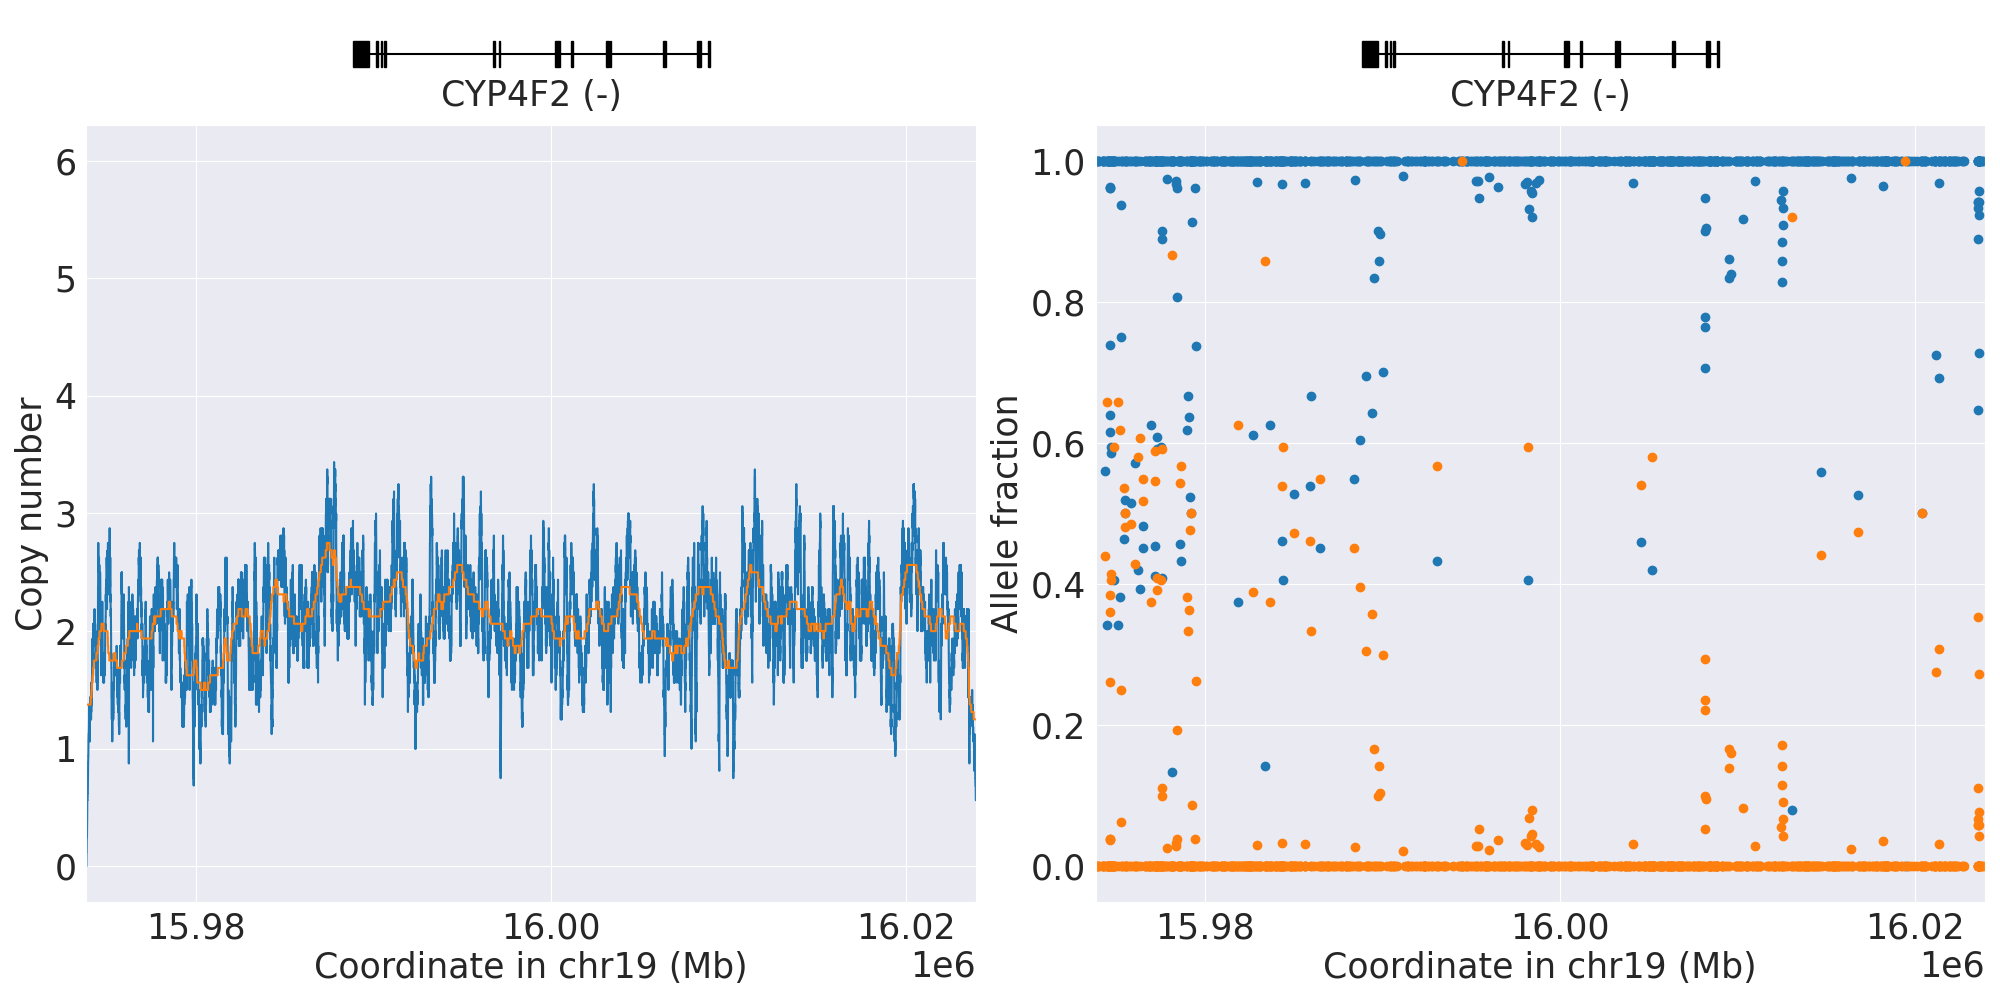 CYP4F2 (-)
6
5
4
3
2
1
0
Copy number
15.98
16.00
16.02
Coordinate in chr19 (Mb)
1e6
CYP4F2 (-)
1.0
0.8
0.6
0.4
0.2
0.0
Allele fraction
15.98
16.00
16.02
Coordinate in chr19 (Mb)
1e6